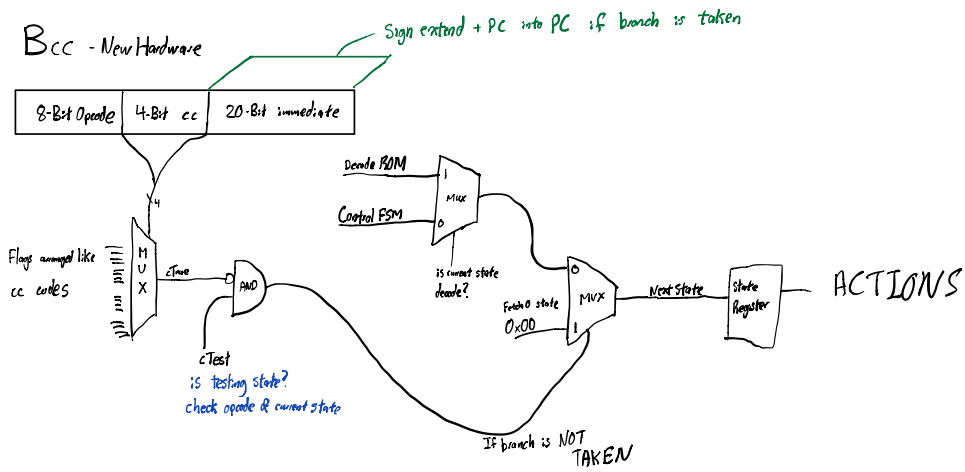 Sign extend + PC into PC if branch is taken
Bcc - New Hardware
8-Bit Opcode 4-Bit cc 20-Bit immediate
4
Decode ROM
1
MUX
Control FSM
0
Flags arranged like
cc codes
MUX
cTrue
AND
is current state
decode?
0
MUX
Fetch0 state
0x00
1
Next State
State
Register
ACTIONS
cTest
is testing state?
check opcode & current state
If branch is NOT
TAKEN